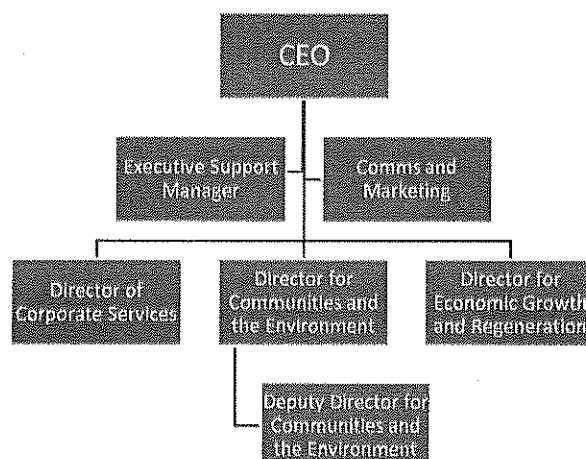 CEO
Executive Support
Manager
Comms and
Marketing
Director of
Corporate Services
Director for
Communities and
the Environment
Director for
Economic Growth
and Regeneration
Deputy Director for
Communities and
the Environment